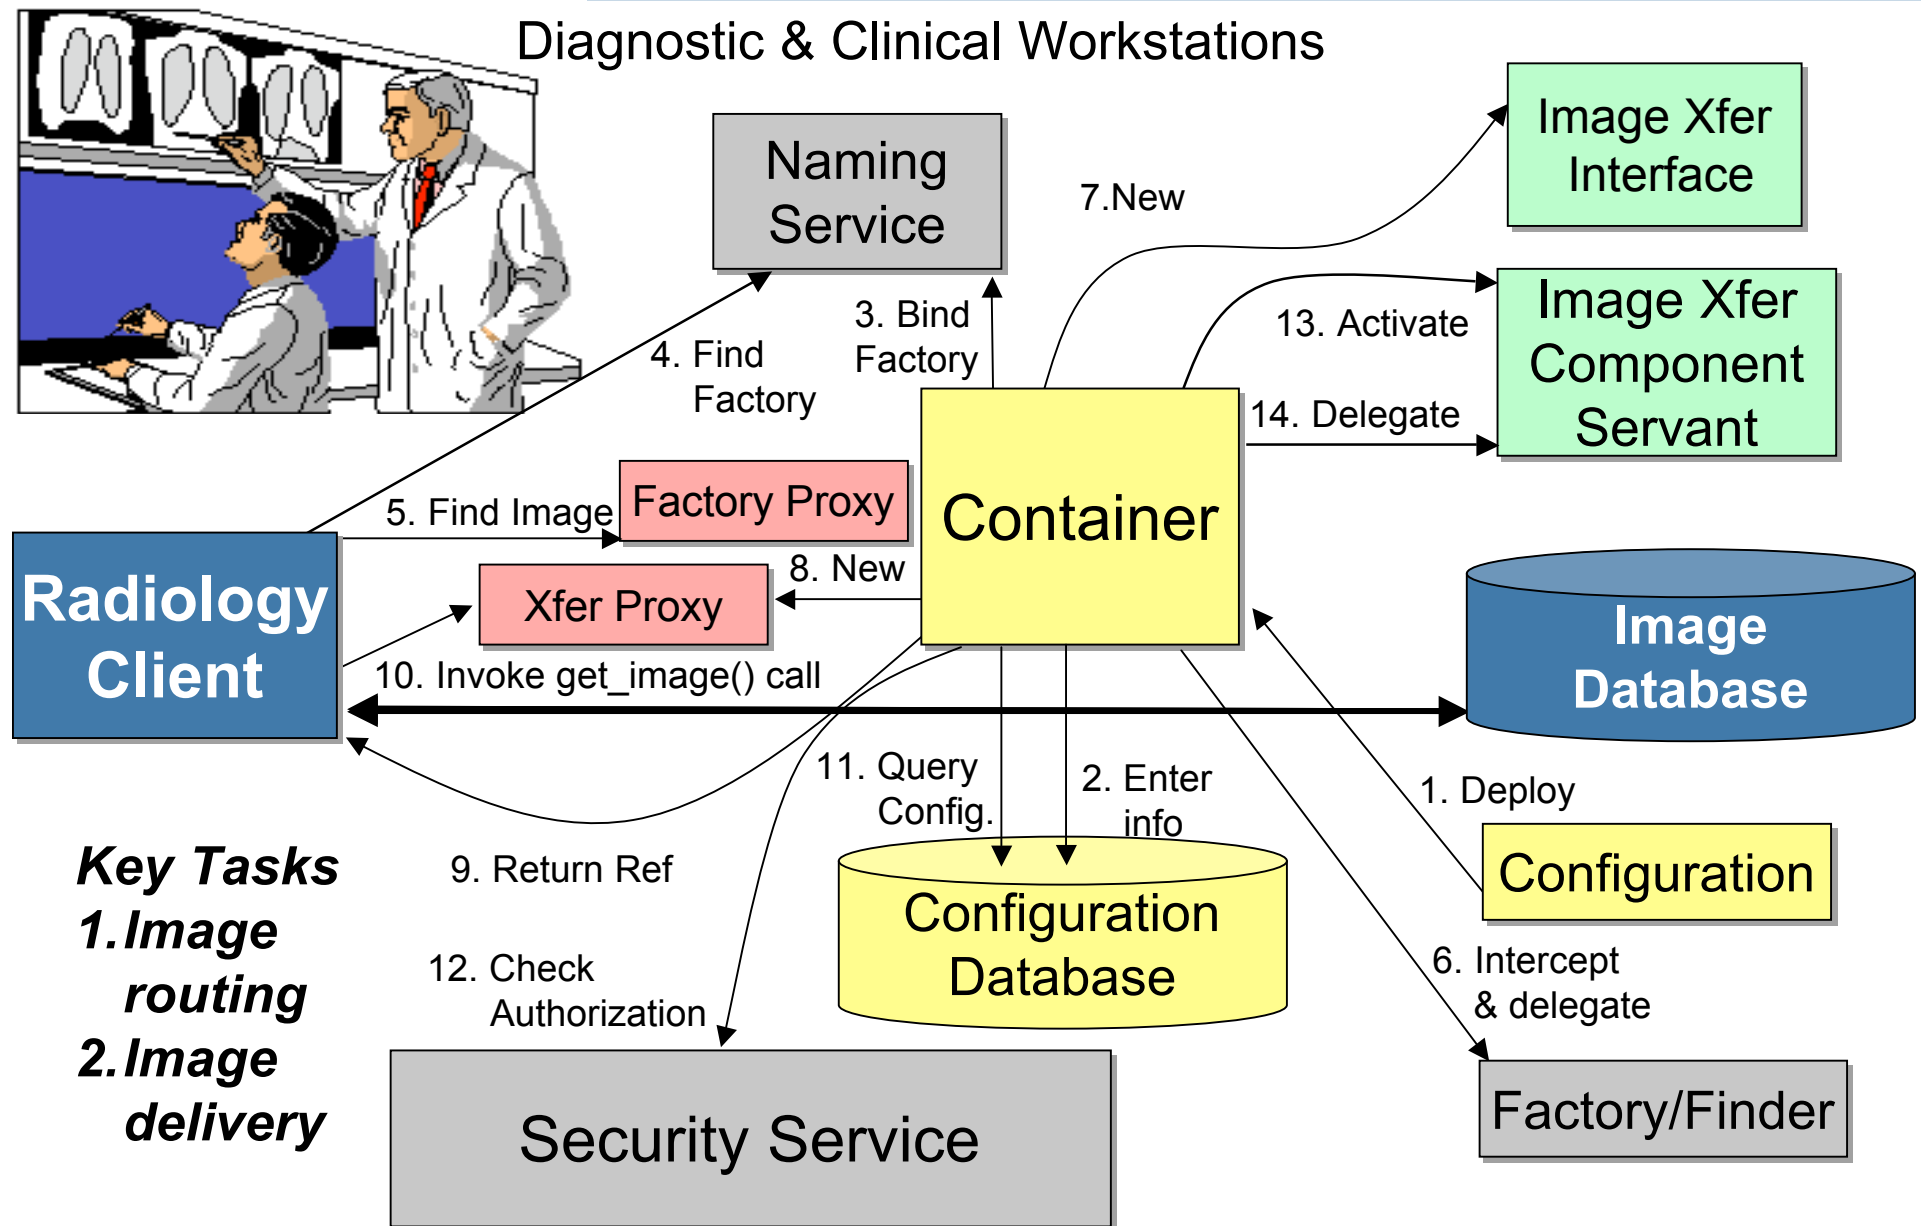 Diagnostic & Clinical Workstations
Naming
Service
Image Xfer
Interface
7.New
3. Bind
Factory
4. Find
Factory
13. Activate
Image Xfer
Component
Servant
14. Delegate
5. Find Image
Factory Proxy
Container
8. New
Xfer Proxy
Radiology
Client
10. Invoke get_image() call
Image
Database
11. Query
Config.
2. Enter
info
1. Deploy
Configuration
9. Return Ref
Configuration
Database
Key Tasks
1.Image
routing
2.Image
delivery
12. Check
Authorization
6. Intercept
& delegate
Security Service
Factory/Finder